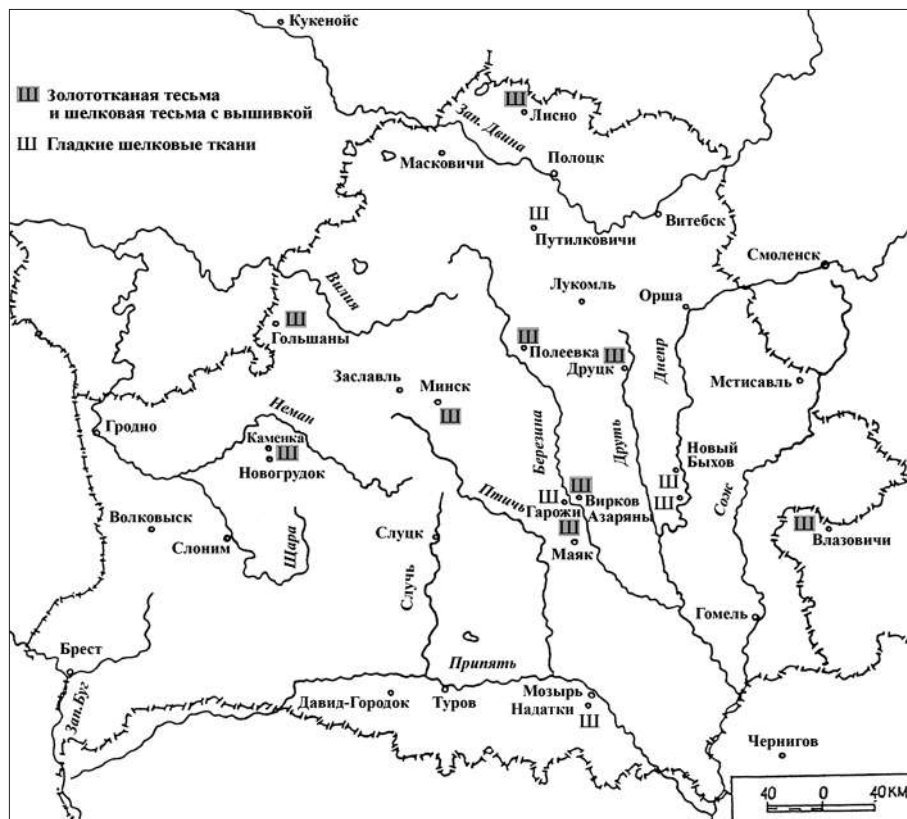 Кукенойс
Ш Золототканая тесьма
и шелковая тесьма с вышивкой
Ш Гладкие шелковые ткани
Ш
Лисно
Зап. Двина
Масковичи
Полоцк
Витебск
Ш
Путилковичи
Смоленск
Вилия
Лукомль
Орша
Ш
Гольшаны
Ш
Полеевка
Ш
Друцк
Днепр
Заславль
Минск
Ш
Мстисавль
Неман
Гродно
Каменка
Ш
Новогрудок
Березина
Друть
Новый
Быхов
Ш
Ш
Сож
Птичь
Ш
Ш
Вирков
Гарожи
Азаряны
Ш
Маяк
Ш
Влазовичи
Волковыск
Слоним
Щара
Слуцк
Случь
Гомель
Брест
Припять
Зап.Буг
Давид-Городок
Туров
Мозырь
Надатки
Ш
Чернигов
40 0 40 КМ